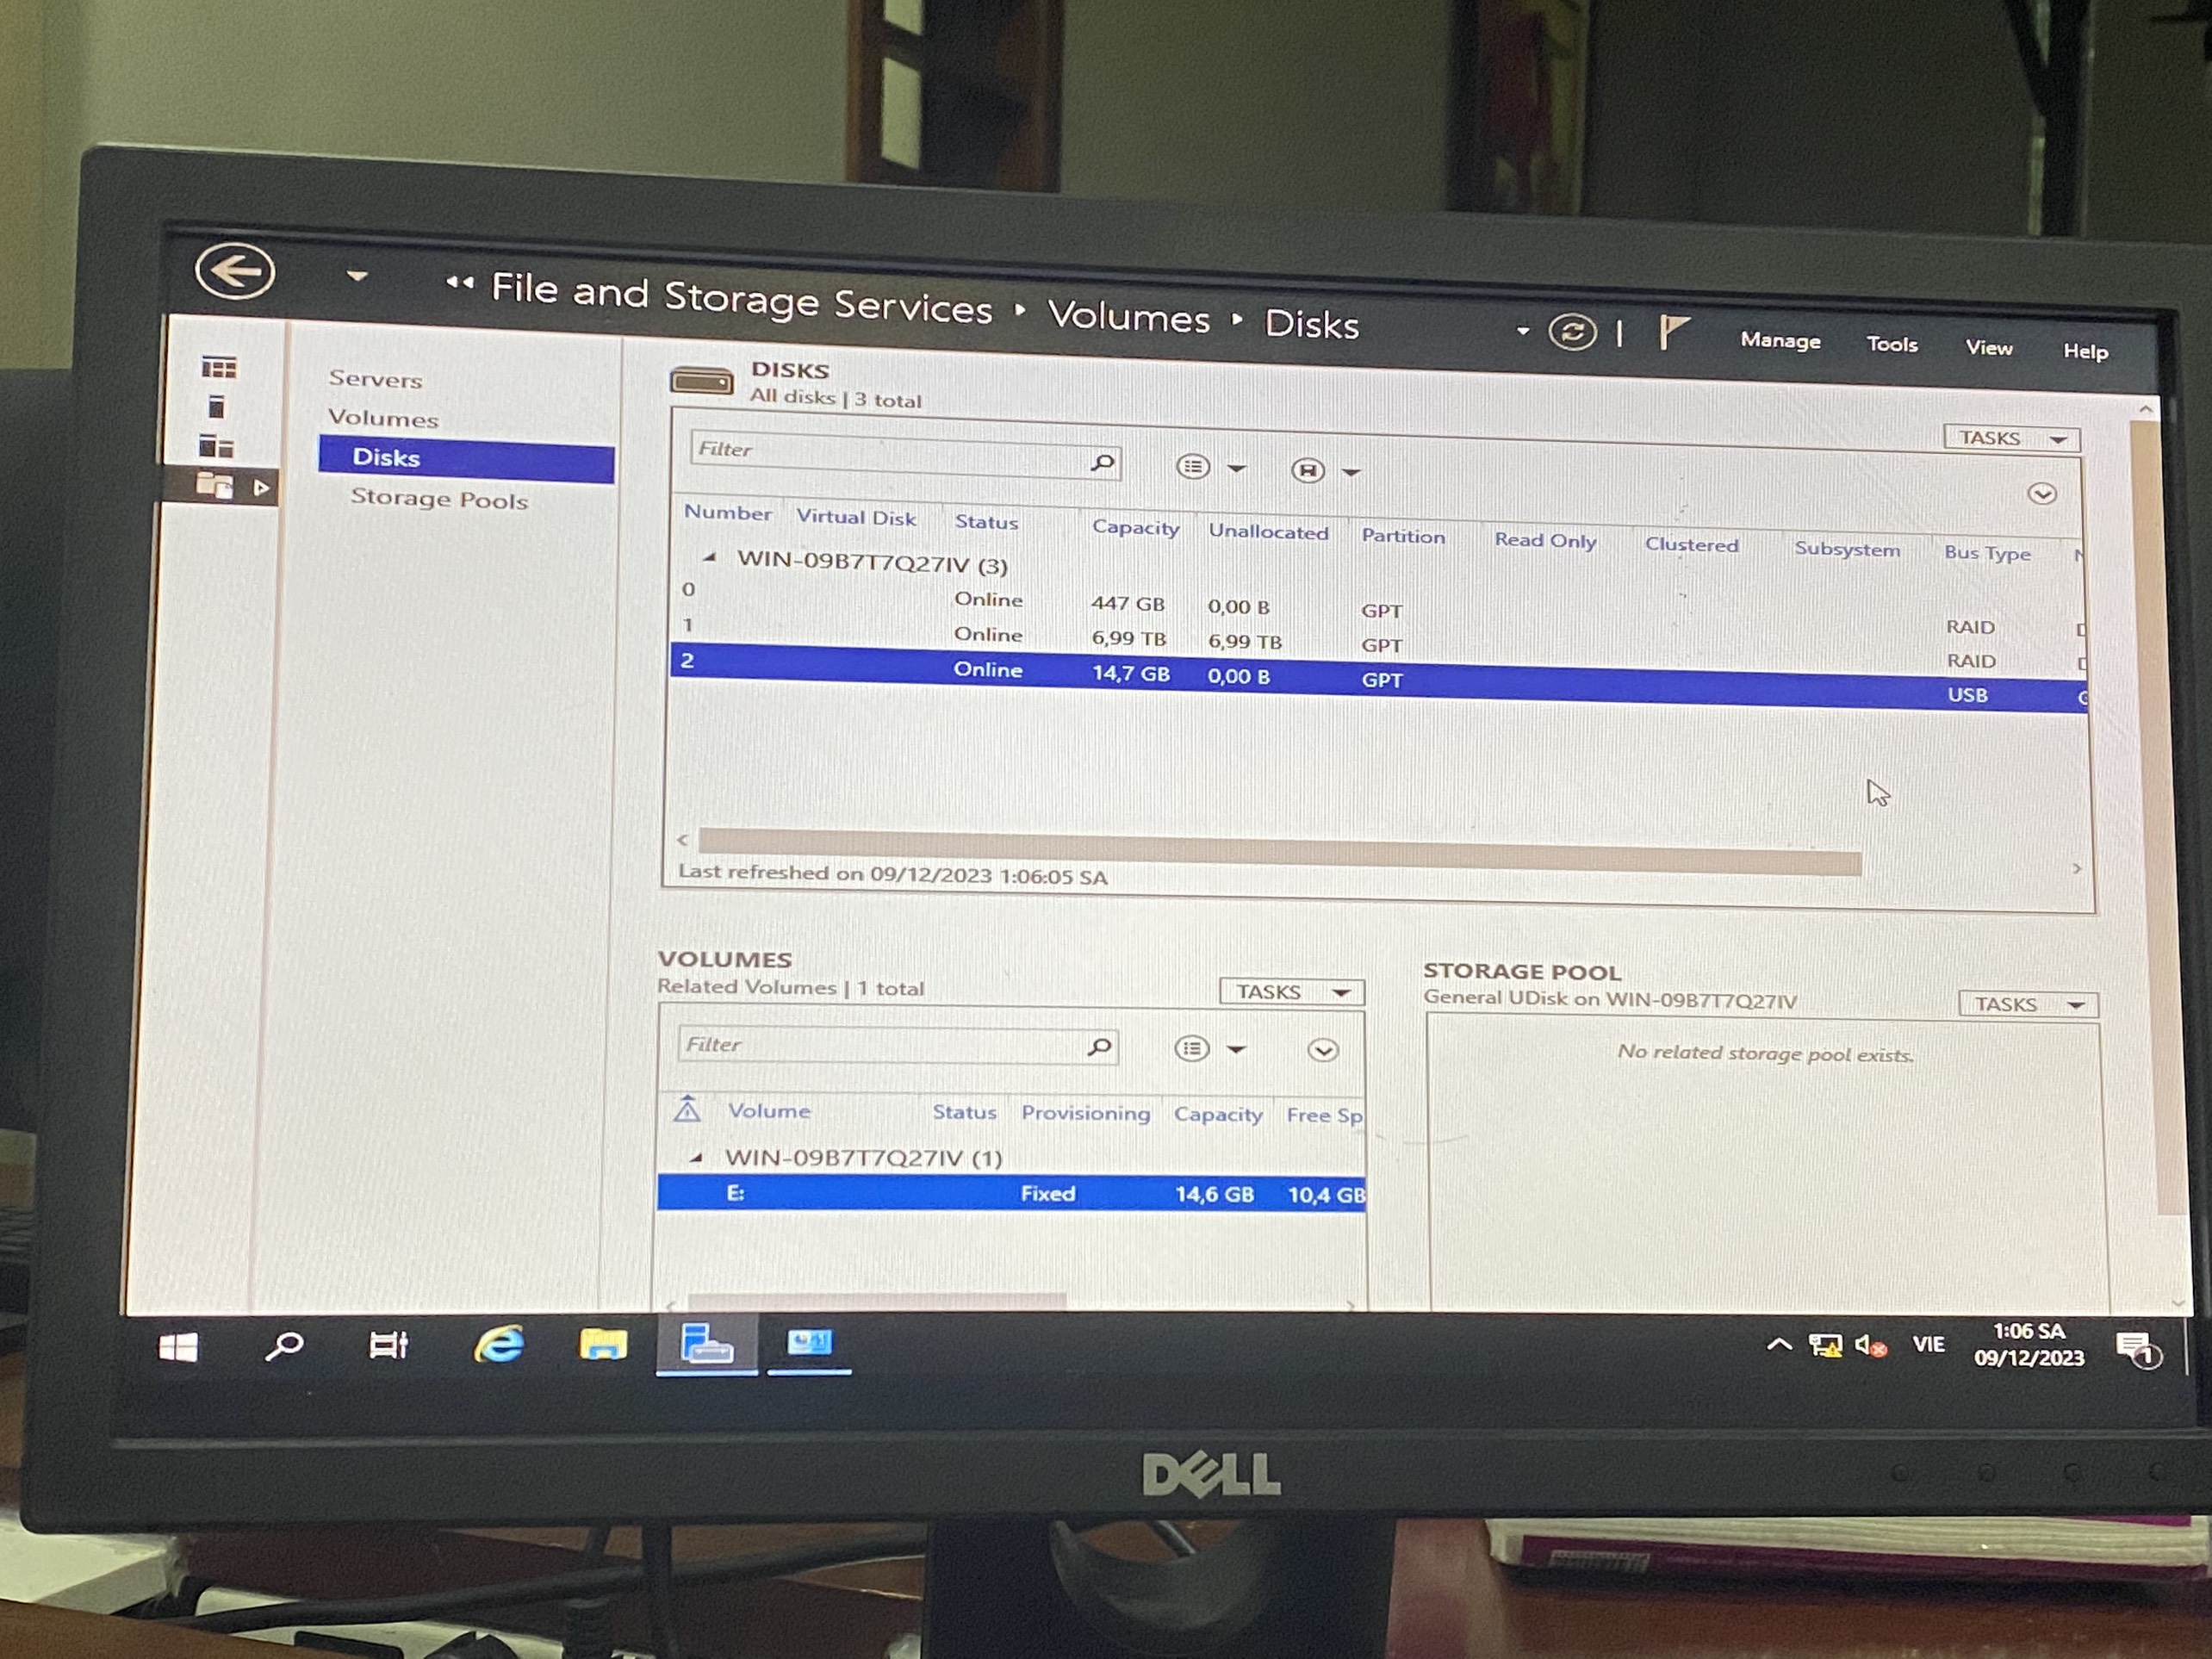 File and Storage Services ‣ Volumes ‣ Disks
Manage Tools View Help
Servers
Volumes
Disks
Storage Pools
DISKS
All disks | 3 total
TASKS
Filter
Number Virtual Disk Status Capacity Unallocated Partition Read Only Clustered Subsystem Bus Type
WIN-09B7T7Q27IV (3)
0 Online 447 GB 0,00 B GPT RAID
1 Online 6,99 TB 6,99 TB GPT RAID
2 Online 14,7 GB 0,00 B GPT USB
Last refreshed on 09/12/2023 1:06:05 SA
VOLUMES
Related Volumes | 1 total
TASKS
Filter
Volume Status Provisioning Capacity Free Sp
WIN-09B7T7Q27IV (1)
E: Fixed 14,6 GB 10,4 GB
STORAGE POOL
General UDisk on WIN-09B7T7Q27IV
TASKS
No related storage pool exists.
VIE
1:06 SA
09/12/2023
1
DELL